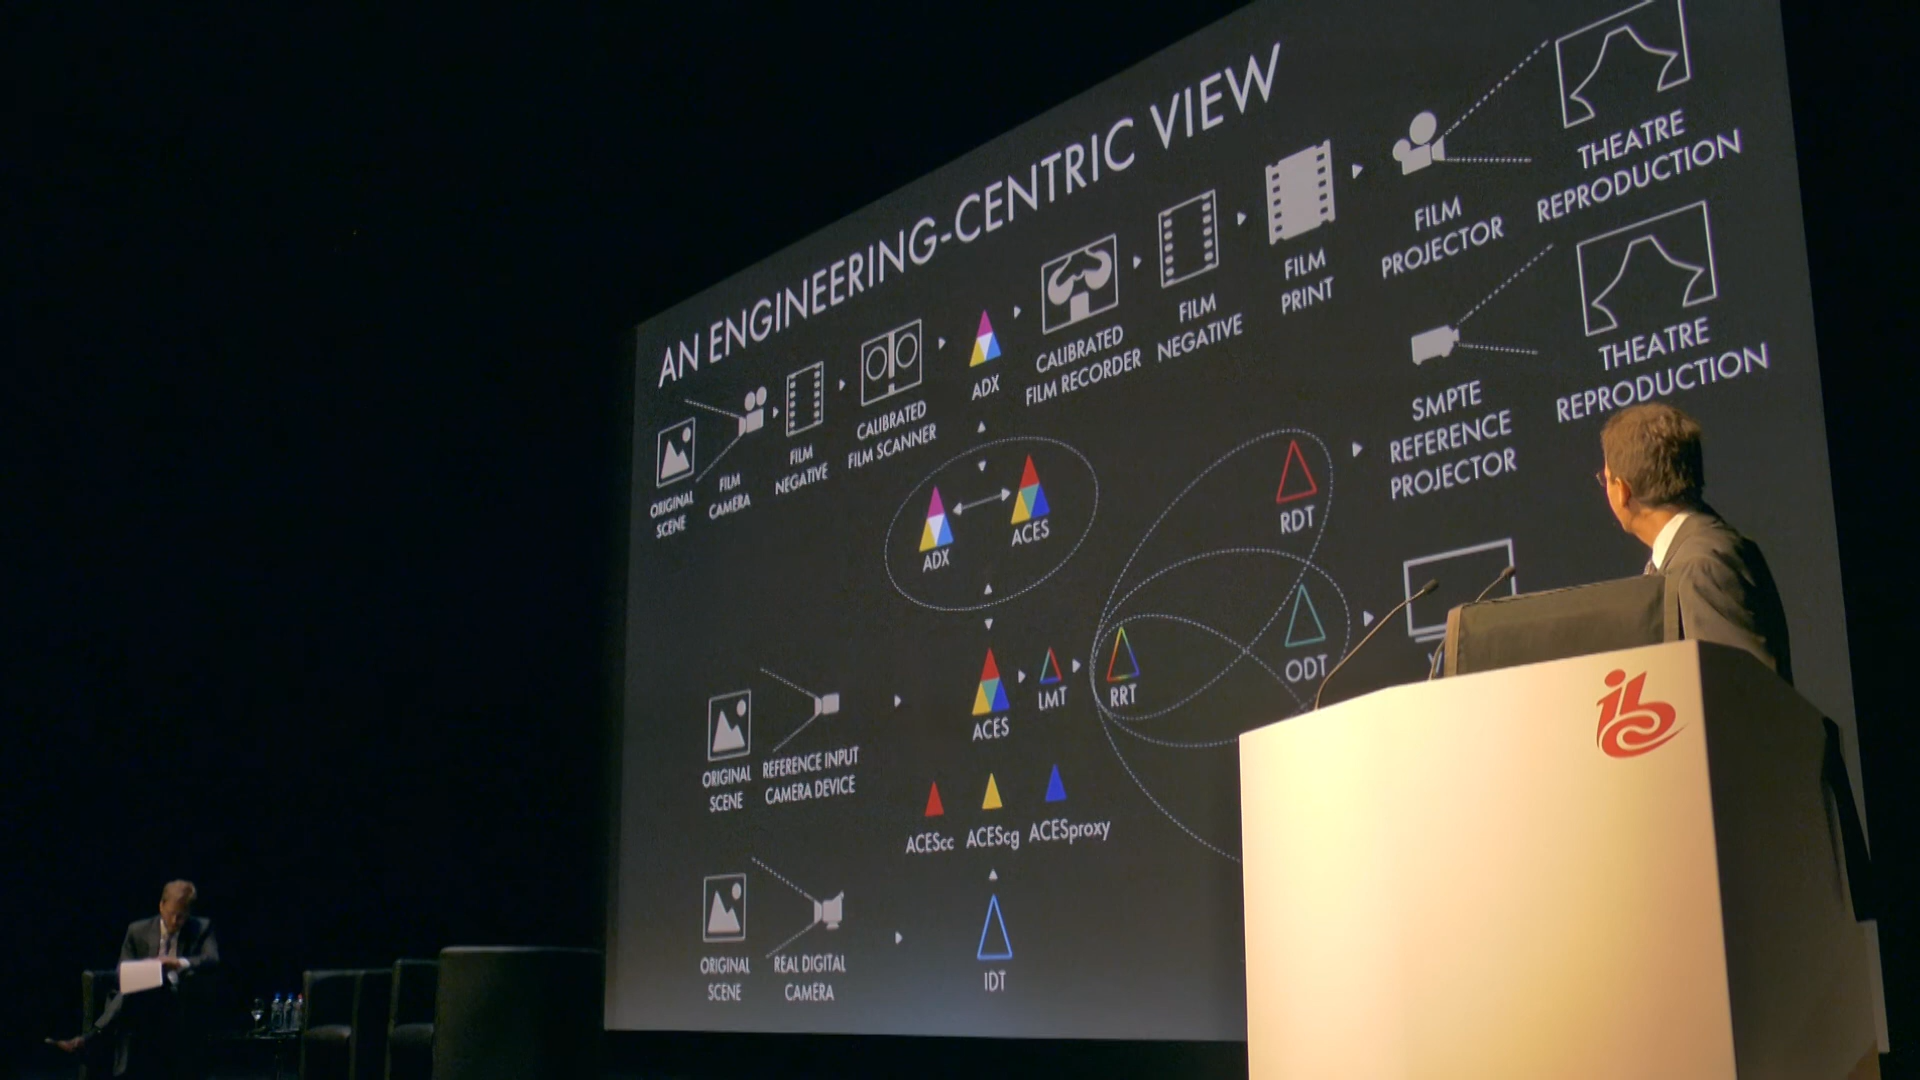 AN ENGINEERING-CENTRIC VIEW
ORIGINAL
SCENE
FILM
CAMERA
FILM
NEGATIVE
CALIBRATED
FILM SCANNER
ADX
CALIBRATED
FILM RECORDER
FILM
NEGATIVE
FILM
PRINT
FILM
PROJECTOR
THEATRE
REPRODUCTION
ADX
ACES
RDT
SMPTE
REFERENCE
PROJECTOR
THEATRE
REPRODUCTION
ORIGINAL
SCENE
REFERENCE INPUT
CAMERA DEVICE
ACES
LMT
RRT
ODT
ACEScc
ACEScg
ACESproxy
ORIGINAL
SCENE
REAL DIGITAL
CAMERA
IDT
ibc